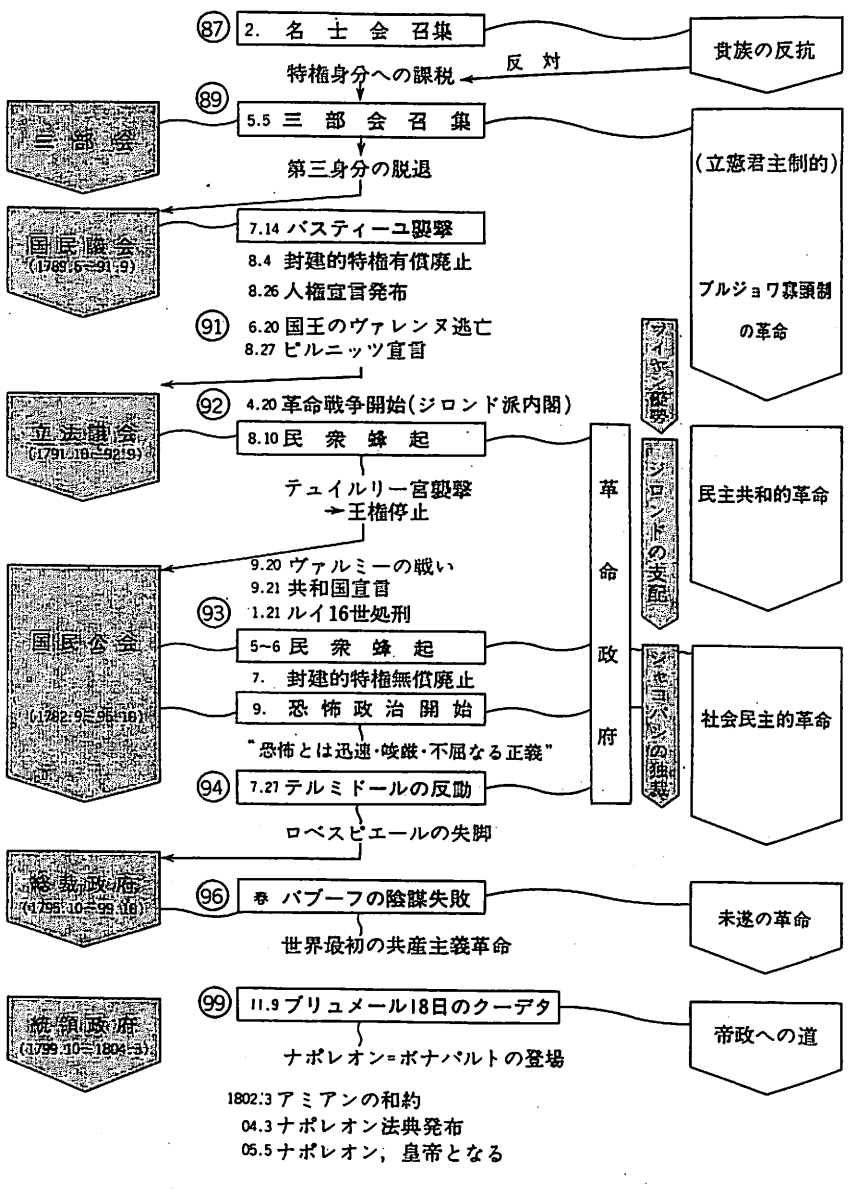 87
2. 名士会召集
貴族の反抗
反対
特権身分への課税
89
三部会
5.5 三部会召集
(立憲君主制的)
第三身分の脱退
国民議会
(1789.6―91.9)
7.14 バスティーユ襲撃
8.4 封建的特権有償廃止
8.26 人権宣言発布
ブルジョワ寡頭制
の革命
91
6.20 国王のヴァレンヌ逃亡
8.27 ピルニッツ宣言
フイヤン優勢
92
4.20 革命戦争開始(ジロンド派内閣)
立法議会
(1791.10―92.9)
8.10 民衆蜂起
革命政府
ジロンドの支配
民主共和的革命
テュイルリー宮襲撃
→王権停止
9.20 ヴァルミーの戦い
9.21 共和国宣言
93
1.21 ルイ16世処刑
国民公会
5~6 民衆蜂起
ジャコバンの独裁
7. 封建的特権無償廃止
(1792.9―95.10)
9. 恐怖政治開始
社会民主的革命
“恐怖とは迅速・峻厳・不屈なる正義”
94
7.27 テルミドールの反動
ロベスピエールの失脚
総裁政府
(1795.10―99.10)
96
春 バブーフの陰謀失敗
未遂の革命
世界最初の共産主義革命
99
11.9 ブリュメール18日のクーデタ
統領政府
(1799.10―1804.3)
帝政への道
ナポレオン=ボナパルトの登場
1802.3 アミアンの和約
04.3 ナポレオン法典発布
05.5 ナポレオン, 皇帝となる